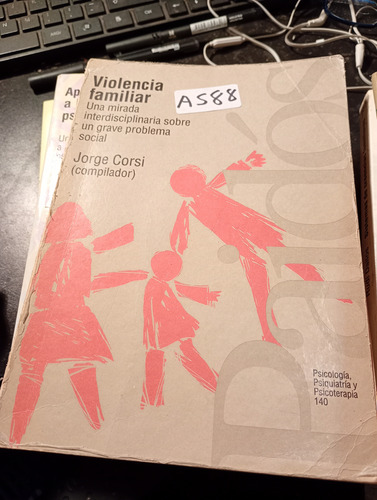 Violencia
familiar
Una mirada
interdisciplinaria sobre
un grave problema
social
Jorge Corsi
(compilador)
A588
Paidós
Psicología,
Psiquiatría y
Psicoterapia
140
Ap
a